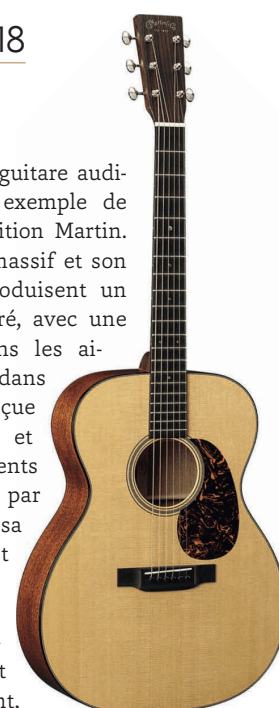 18
guitare audi-
exemple de
ition Martin.
massif et son
oduisent un
ré, avec une
ns les ai-
dans
çue
et
ents
par
sa
t
t
nt,